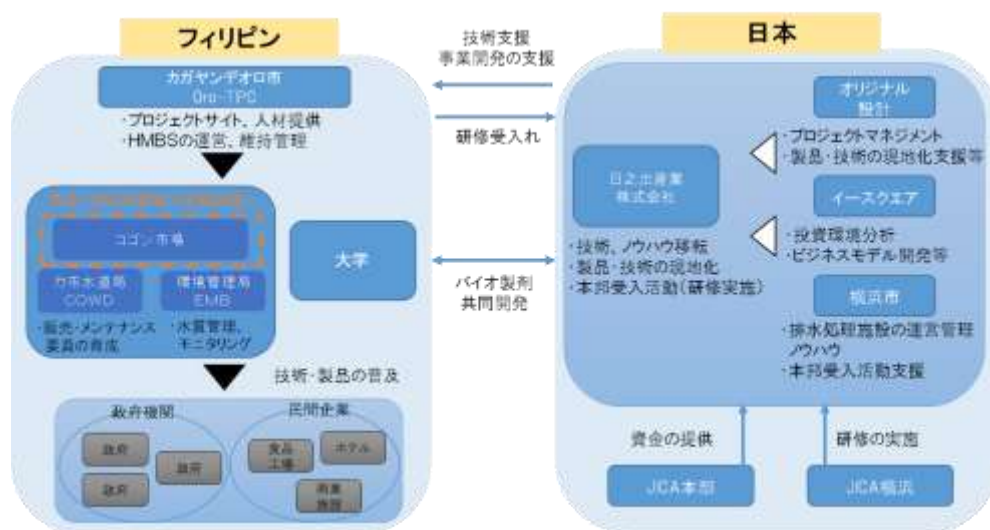 フィリピン
カガヤンデオロ市
Oro-TPC
・プロジェクトサイト、人材提供
・HMBSの運営、維持管理
コゴン市場
カ市水道局
COWD
環境管理局
EMB
・販売・メンテナンス
要員の育成
・水質管理、
モニタリング
大学
技術・製品の普及
政府機関
政府
政府
政府
民間企業
食品
工場
ホテル
商業
施設
技術支援
事業開発の支援
研修受入れ
バイオ製剤
共同開発
日本
日之出産業
株式会社
・技術、ノウハウ移転
・製品・技術の現地化
・本邦受入活動(研修実施)
オリジナル
設計
・プロジェクトマネジメント
・製品・技術の現地化支援等
イースクエア
・投資環境分析
・ビジネスモデル開発等
横浜市
・排水処理施設の運営管理
ノウハウ
・本邦受入活動支援
資金の提供
研修の実施
JICA本部
JICA横浜